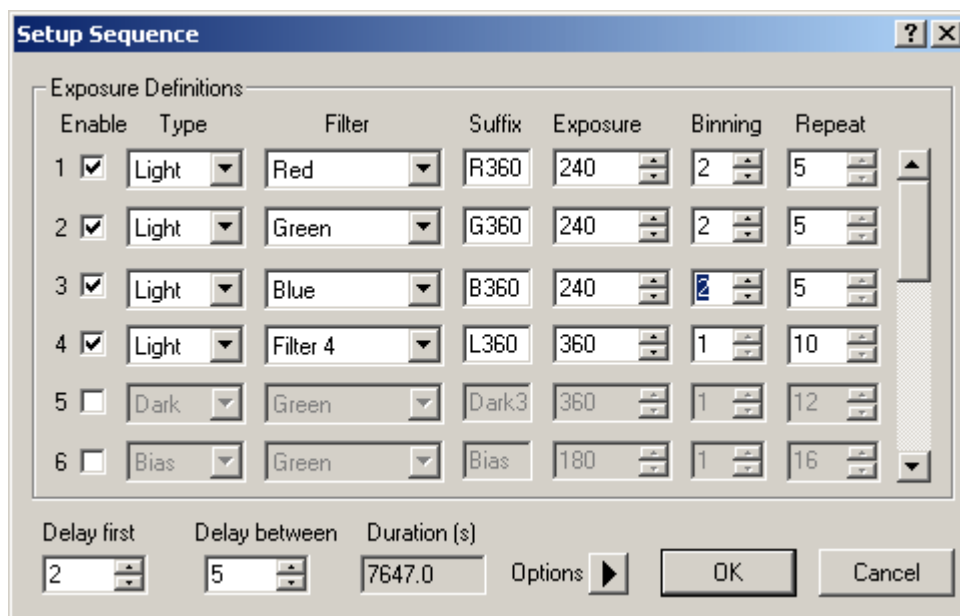 Setup Sequence
Exposure Definitions
Enable Type Filter Suffix Exposure Binning Repeat
1 Light Red R360 240 2 5
2 Light Green G360 240 2 5
3 Light Blue B360 240 2 5
4 Light Filter 4 L360 360 1 10
5 Dark Green Dark3 360 1 12
6 Bias Green Bias 180 1 16
Delay first Delay between Duration (s)
2 5 7647.0 Options OK Cancel